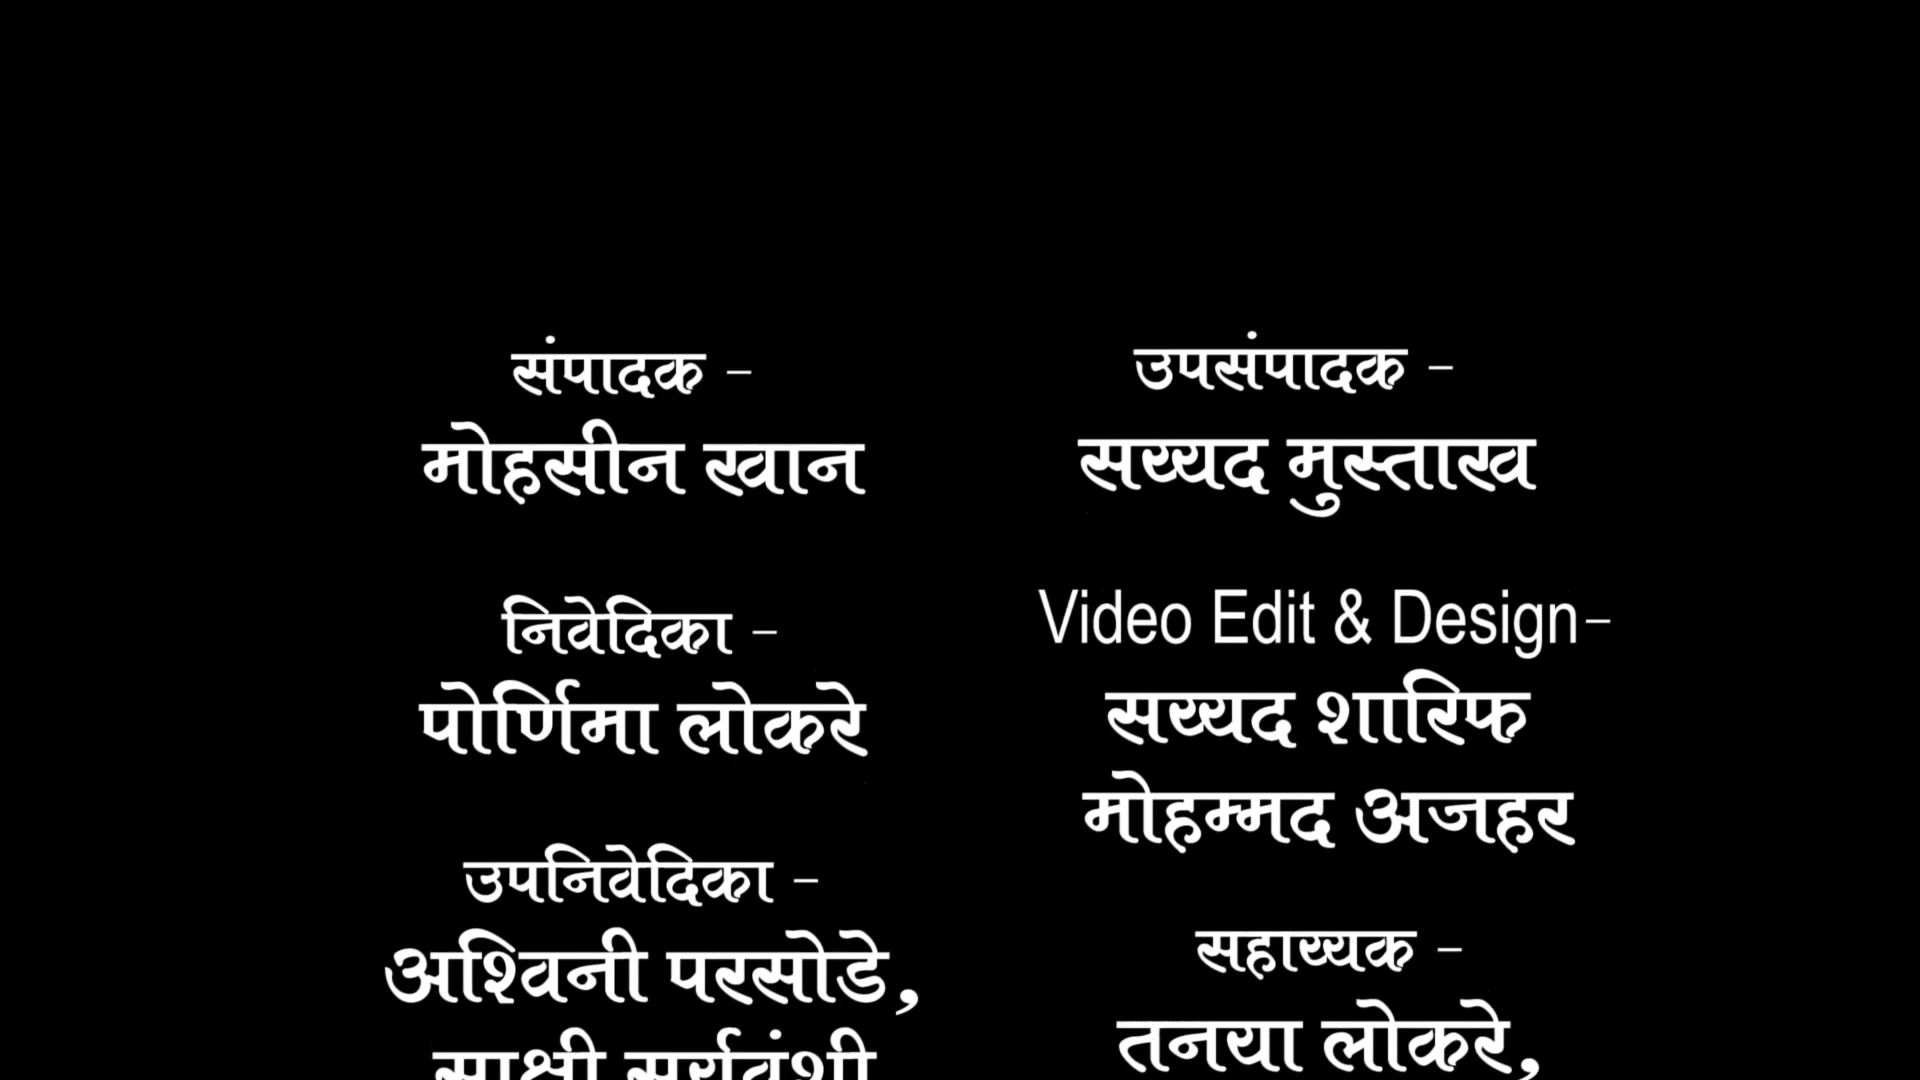 संपादक -
मोहसीन खान
निवेदिका -
पोर्णिमा लोकरे
उपनिवेदिका -
अश्विनी परसोडे,
साक्षी सूर्यवंशी
उपसंपादक -
सय्यद मुस्ताख
Video Edit & Design-
सय्यद शारिफ
मोहम्मद अजहर
सहाय्यक -
तनया लोकरे,